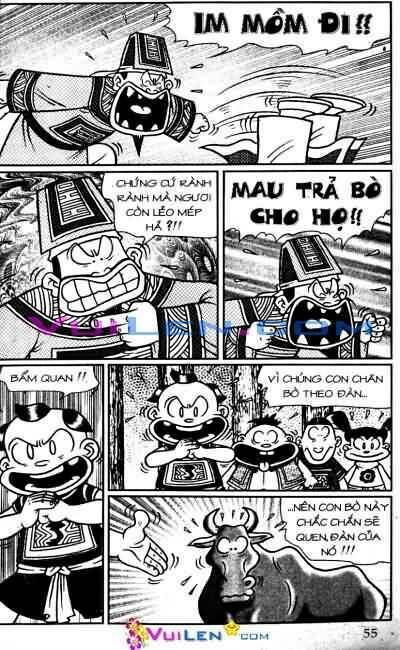 IM MỒM ĐI !!
CHỨNG CỨ RÀNH
RÀNH MÀ NGƯƠI
CÒN LẺO MÉP
HẢ ?!!
MAU TRẢ BÒ
CHO HỌ!!
VUILEN.COM
BẨM QUAN !!
VÌ CHÚNG CON CHĂN
BÒ THEO ĐÀN...
...NÊN CON BÒ NÀY
CHẮC CHẮN SẼ
QUEN, ĐÀN CỦA
NÓ !!!
VUILEN.COM
55